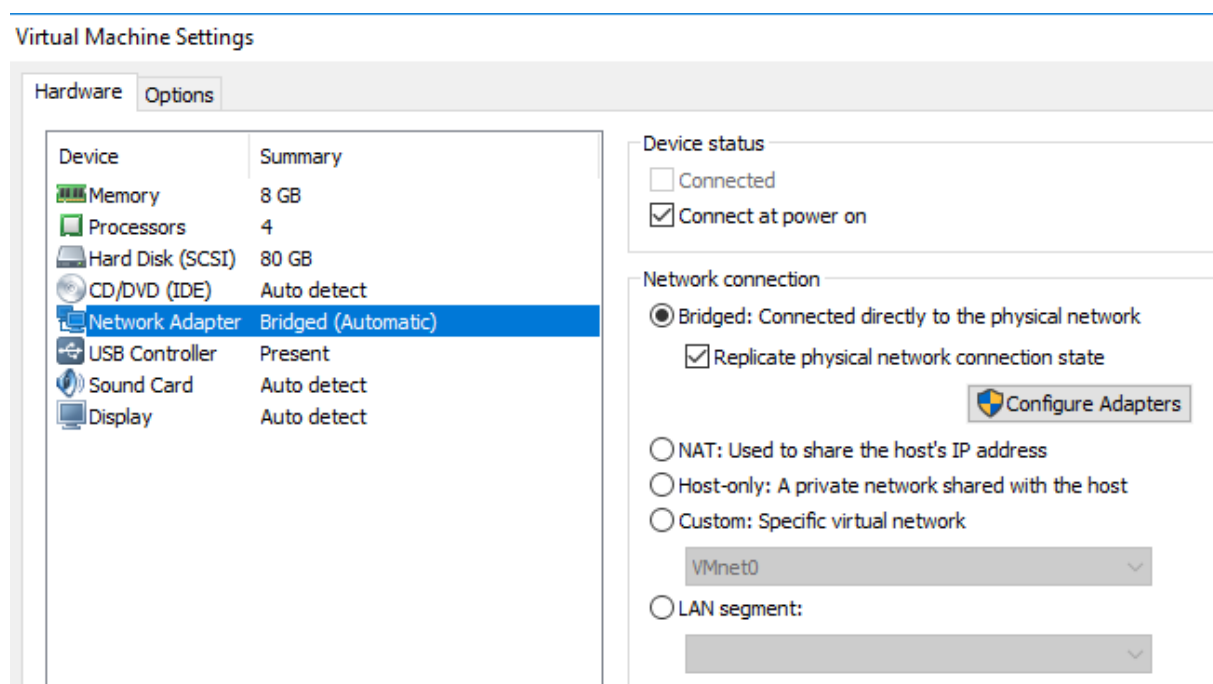 Virtual Machine Settings
Hardware Options
Device Summary
Memory 8 GB
Processors 4
Hard Disk (SCSI) 80 GB
CD/DVD (IDE) Auto detect
Network Adapter Bridged (Automatic)
USB Controller Present
Sound Card Auto detect
Display Auto detect
Device status
Connected
Connect at power on
Network connection
Bridged: Connected directly to the physical network
Replicate physical network connection state
Configure Adapters
NAT: Used to share the host's IP address
Host-only: A private network shared with the host
Custom: Specific virtual network
VMnet0
LAN segment: